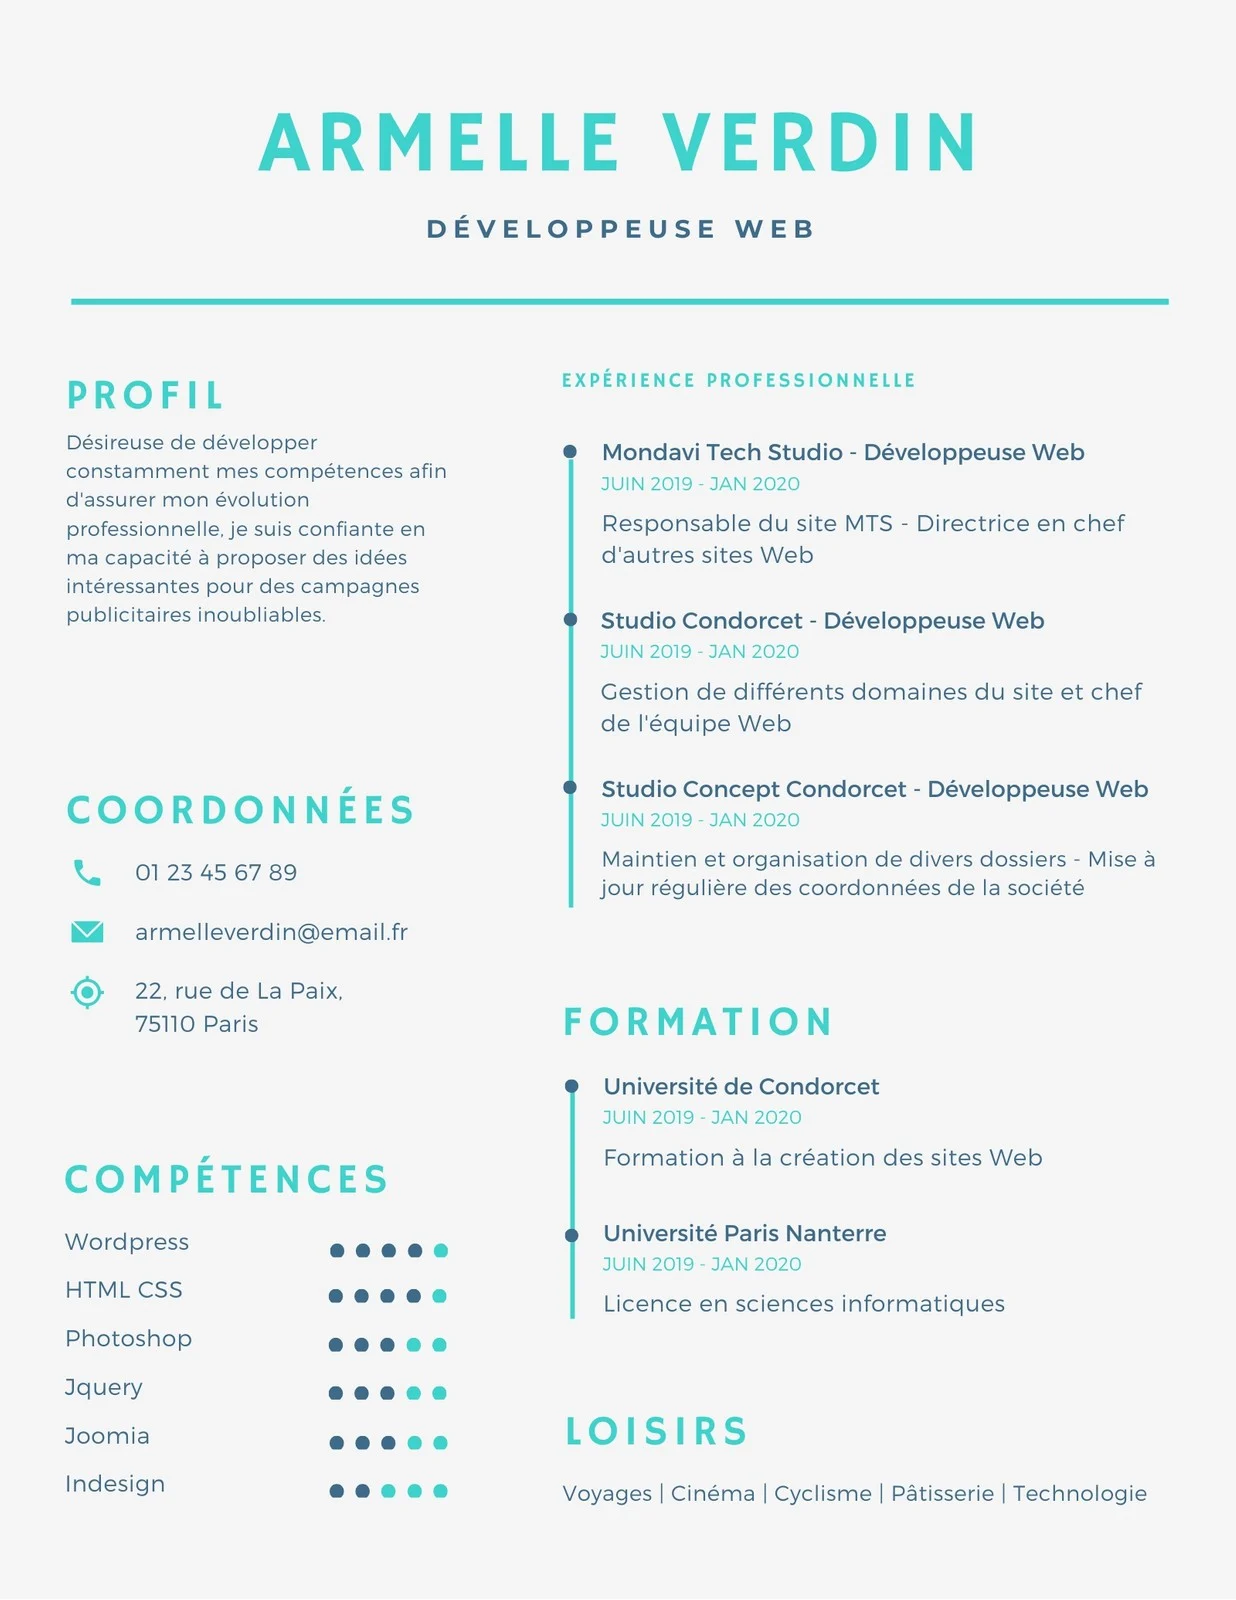 ARMELLE VERDIN
DÉVELOPPEUSE WEB
PROFIL
Désireuse de développer
constamment mes compétences afin
d'assurer mon évolution
professionnelle, je suis confiante en
ma capacité à proposer des idées
intéressantes pour des campagnes
publicitaires inoubliables.
COORDONNÉES
01 23 45 67 89
armelleverdin@email.fr
22, rue de La Paix,
75110 Paris
COMPÉTENCES
Wordpress
HTML CSS
Photoshop
Jquery
Joomia
Indesign
EXPÉRIENCE PROFESSIONNELLE
Mondavi Tech Studio - Développeuse Web
JUIN 2019 - JAN 2020
Responsable du site MTS - Directrice en chef
d'autres sites Web
Studio Condorcet - Développeuse Web
JUIN 2019 - JAN 2020
Gestion de différents domaines du site et chef
de l'équipe Web
Studio Concept Condorcet - Développeuse Web
JUIN 2019 - JAN 2020
Maintien et organisation de divers dossiers - Mise à
jour régulière des coordonnées de la société
FORMATION
Université de Condorcet
JUIN 2019 - JAN 2020
Formation à la création des sites Web
Université Paris Nanterre
JUIN 2019 - JAN 2020
Licence en sciences informatiques
LOISIRS
Voyages | Cinéma | Cyclisme | Pâtisserie | Technologie